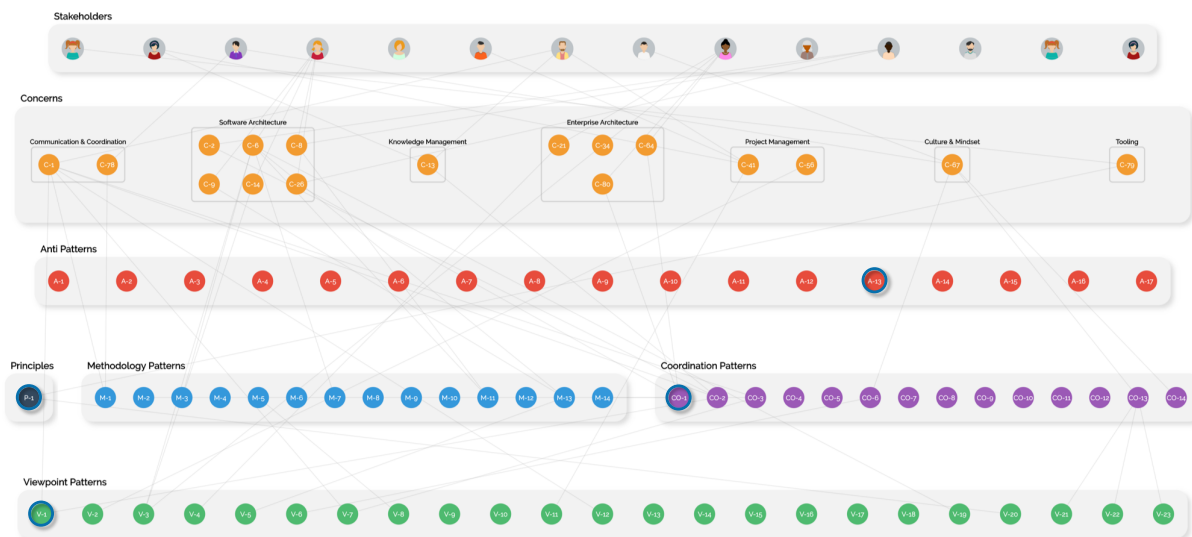 Stakeholders
Concerns
Communication & Coordination
C-1 C-78
Software Architecture
C-2 C-6 C-8
C-9 C-14 C-26
Knowledge Management
C-13
Enterprise Architecture
C-21 C-34 C-64
C-80
Project Management
C-41 C-56
Culture & Mindset
C-67
Tooling
C-79
Anti Patterns
A-1 A-2 A-3 A-4 A-5 A-6 A-7 A-8 A-9 A-10 A-11 A-12 A-13 A-14 A-15 A-16 A-17
Principles
P-1
Methodology Patterns
M-1 M-2 M-3 M-4 M-5 M-6 M-7 M-8 M-9 M-10 M-11 M-12 M-13 M-14
Coordination Patterns
CO-1 CO-2 CO-3 CO-4 CO-5 CO-6 CO-7 CO-8 CO-9 CO-10 CO-11 CO-12 CO-13 CO-14
Viewpoint Patterns
V-1 V-2 V-3 V-4 V-5 V-6 V-7 V-8 V-9 V-10 V-11 V-12 V-13 V-14 V-15 V-16 V-17 V-18 V-19 V-20 V-21 V-22 V-23